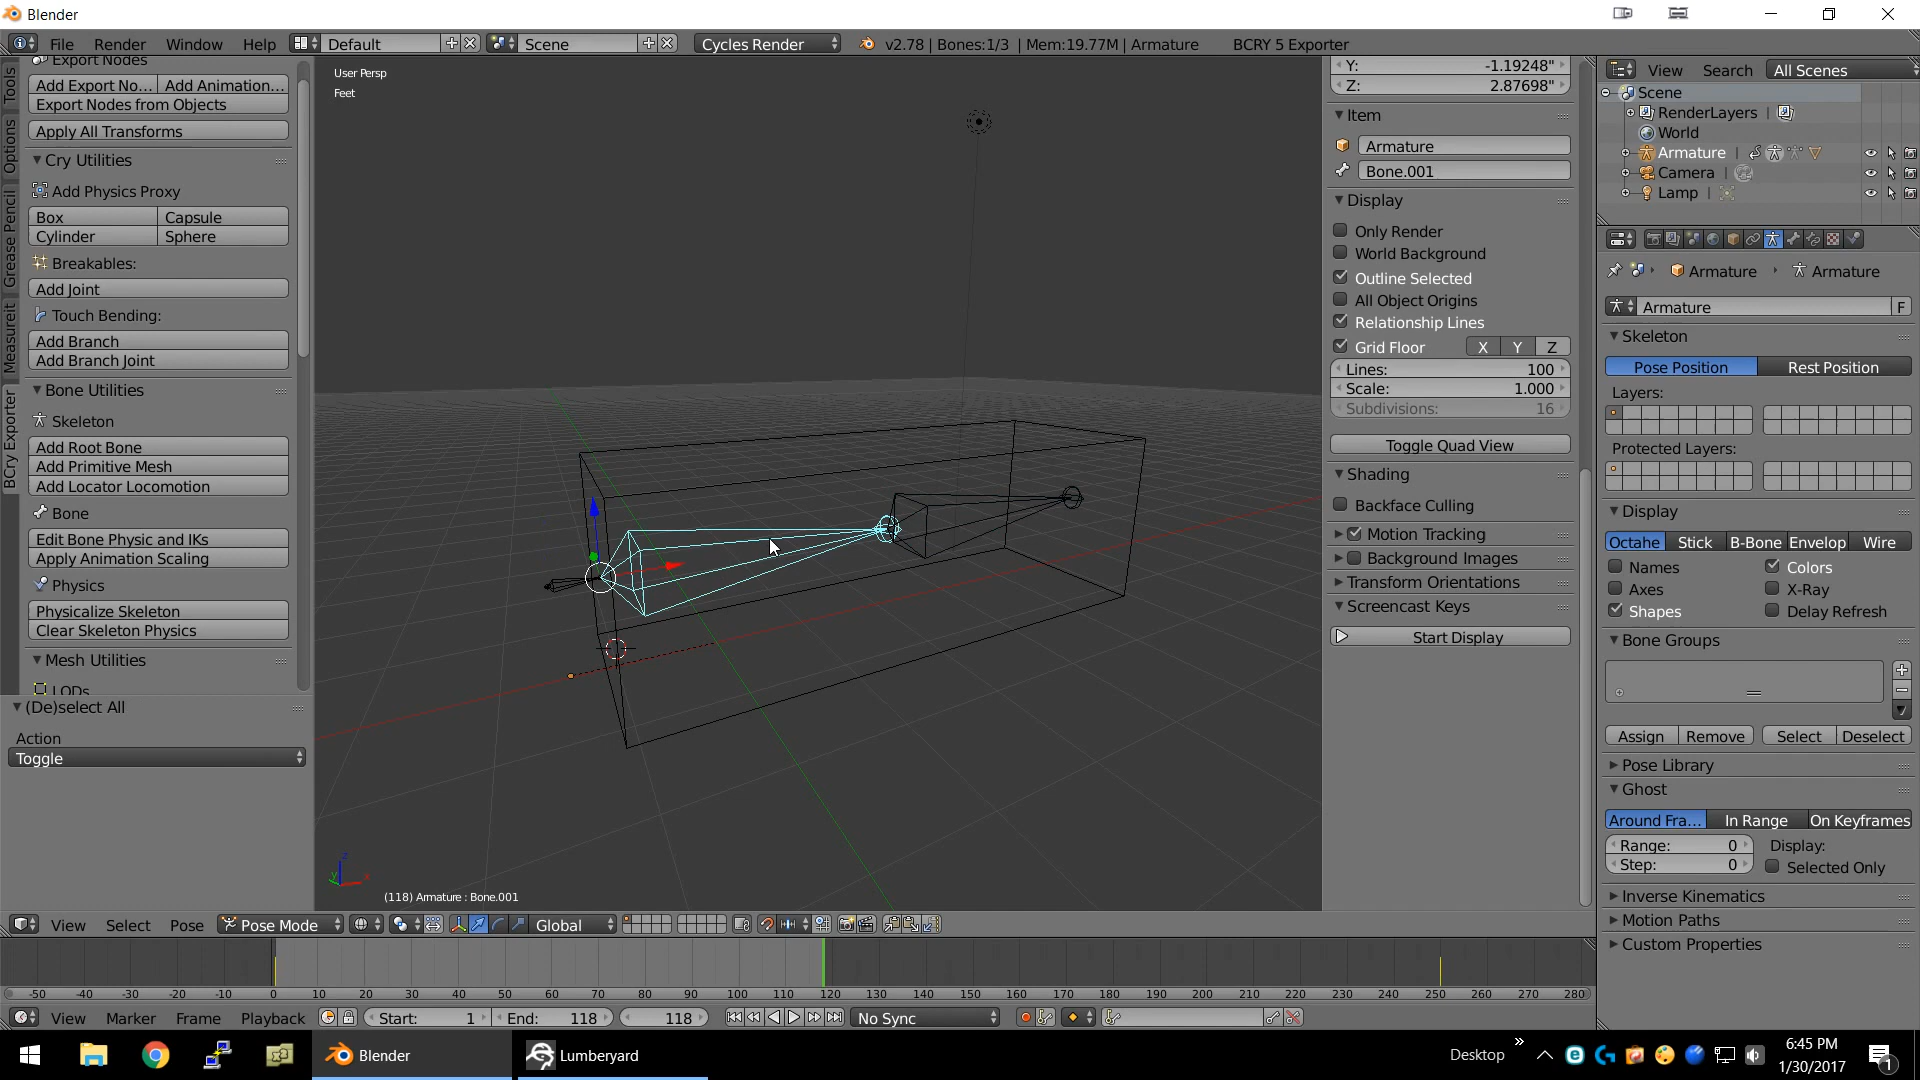 Blender
File Render Window Help Default Scene Cycles Render v2.78 | Bones:1/3 | Mem:19.77M | Armature BCRY 5 Exporter
Tools
Options
Grease Pencil
Measureit
BCry Exporter
Export Nodes
Add Export No... Add Animation...
Export Nodes from Objects
Apply All Transforms
Cry Utilities
Add Physics Proxy
Box Capsule
Cylinder Sphere
Breakables:
Add Joint
Touch Bending:
Add Branch
Add Branch Joint
Bone Utilities
Skeleton
Add Root Bone
Add Primitive Mesh
Add Locator Locomotion
Bone
Edit Bone Physic and IKs
Apply Animation Scaling
Physics
Physicalize Skeleton
Clear Skeleton Physics
Mesh Utilities
LODs
(De)select All
Action
Toggle
User Persp
Feet
z
y
x
(118) Armature : Bone.001
Y: -1.19248"
Z: 2.87698"
Item
Armature
Bone.001
Display
Only Render
World Background
Outline Selected
All Object Origins
Relationship Lines
Grid Floor X Y Z
Lines: 100
Scale: 1.000
Subdivisions: 16
Toggle Quad View
Shading
Backface Culling
Motion Tracking
Background Images
Transform Orientations
Screencast Keys
Start Display
View Search All Scenes
Scene
RenderLayers |
World
Armature |
Camera |
Lamp |
Armature Armature
Armature F
Skeleton
Pose Position Rest Position
Layers:
Protected Layers:
Display
Octahe Stick B-Bone Envelop Wire
Names Colors
Axes X-Ray
Shapes Delay Refresh
Bone Groups
Assign Remove Select Deselect
Pose Library
Ghost
Around Fra... In Range On Keyframes
Range: 0 Display:
Step: 0 Selected Only
Inverse Kinematics
Motion Paths
Custom Properties
View Select Pose Pose Mode Global
-50 -40 -30 -20 -10 0 10 20 30 40 50 60 70 80 90 100 110 120 130 140 150 160 170 180 190 200 210 220 230 240 250 260 270 280
View Marker Frame Playback Start: 1 End: 118 118 No Sync
Blender Lumberyard Desktop » 6:45 PM
1/30/2017
1